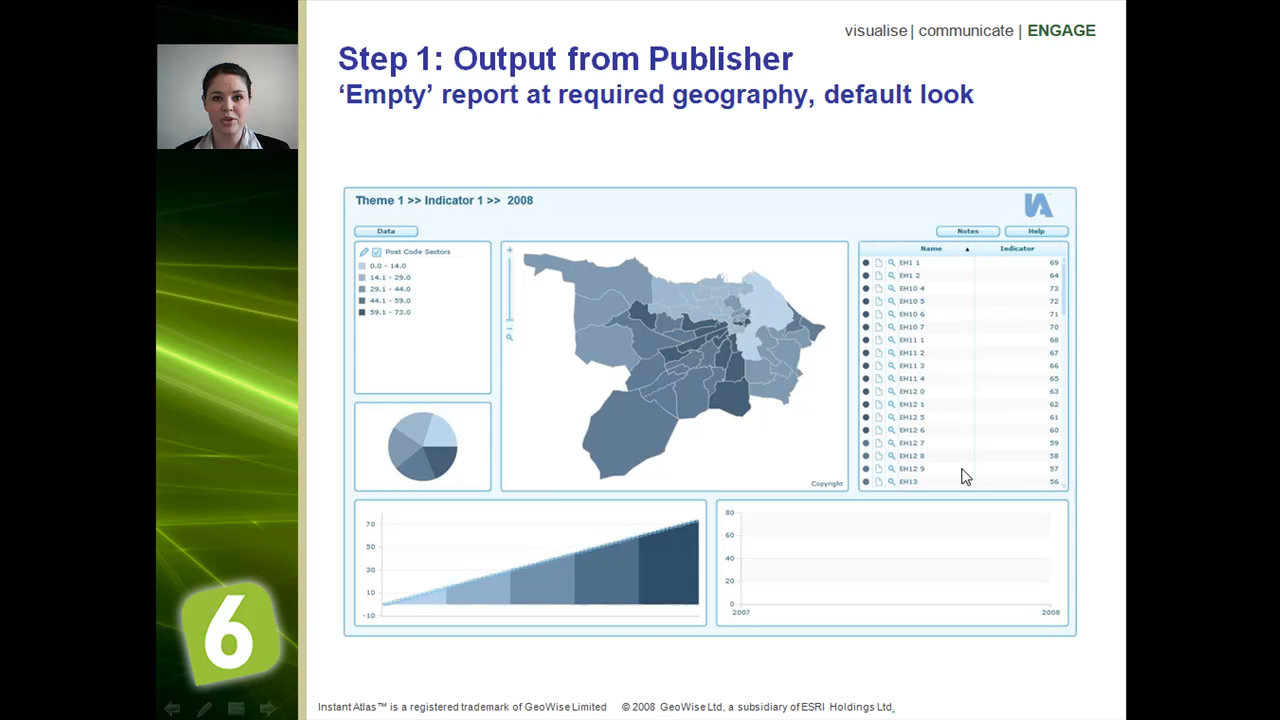 visualise | communicate | ENGAGE
Step 1: Output from Publisher
‘Empty’ report at required geography, default look
Theme 1 >> Indicator 1 >> 2008
IA
Data
Notes
Help
Post Code Sectors
0.0 - 14.0
14.1 - 29.0
29.1 - 44.0
44.1 - 59.0
59.1 - 73.0
Copyright
Name Indicator
EH1 1 69
EH1 2 64
EH10 4 73
EH10 5 72
EH10 6 71
EH10 7 70
EH11 1 68
EH11 2 67
EH11 3 66
EH11 4 65
EH12 0 63
EH12 1 62
EH12 5 61
EH12 6 60
EH12 7 59
EH12 8 58
EH12 9 57
EH13 56
70
50
30
10
-10
80
60
40
20
0
2007 2008
6
InstantAtlas™ is a registered trademark of GeoWise Limited © 2008 GeoWise Ltd, a subsidiary of ESRI Holdings Ltd.